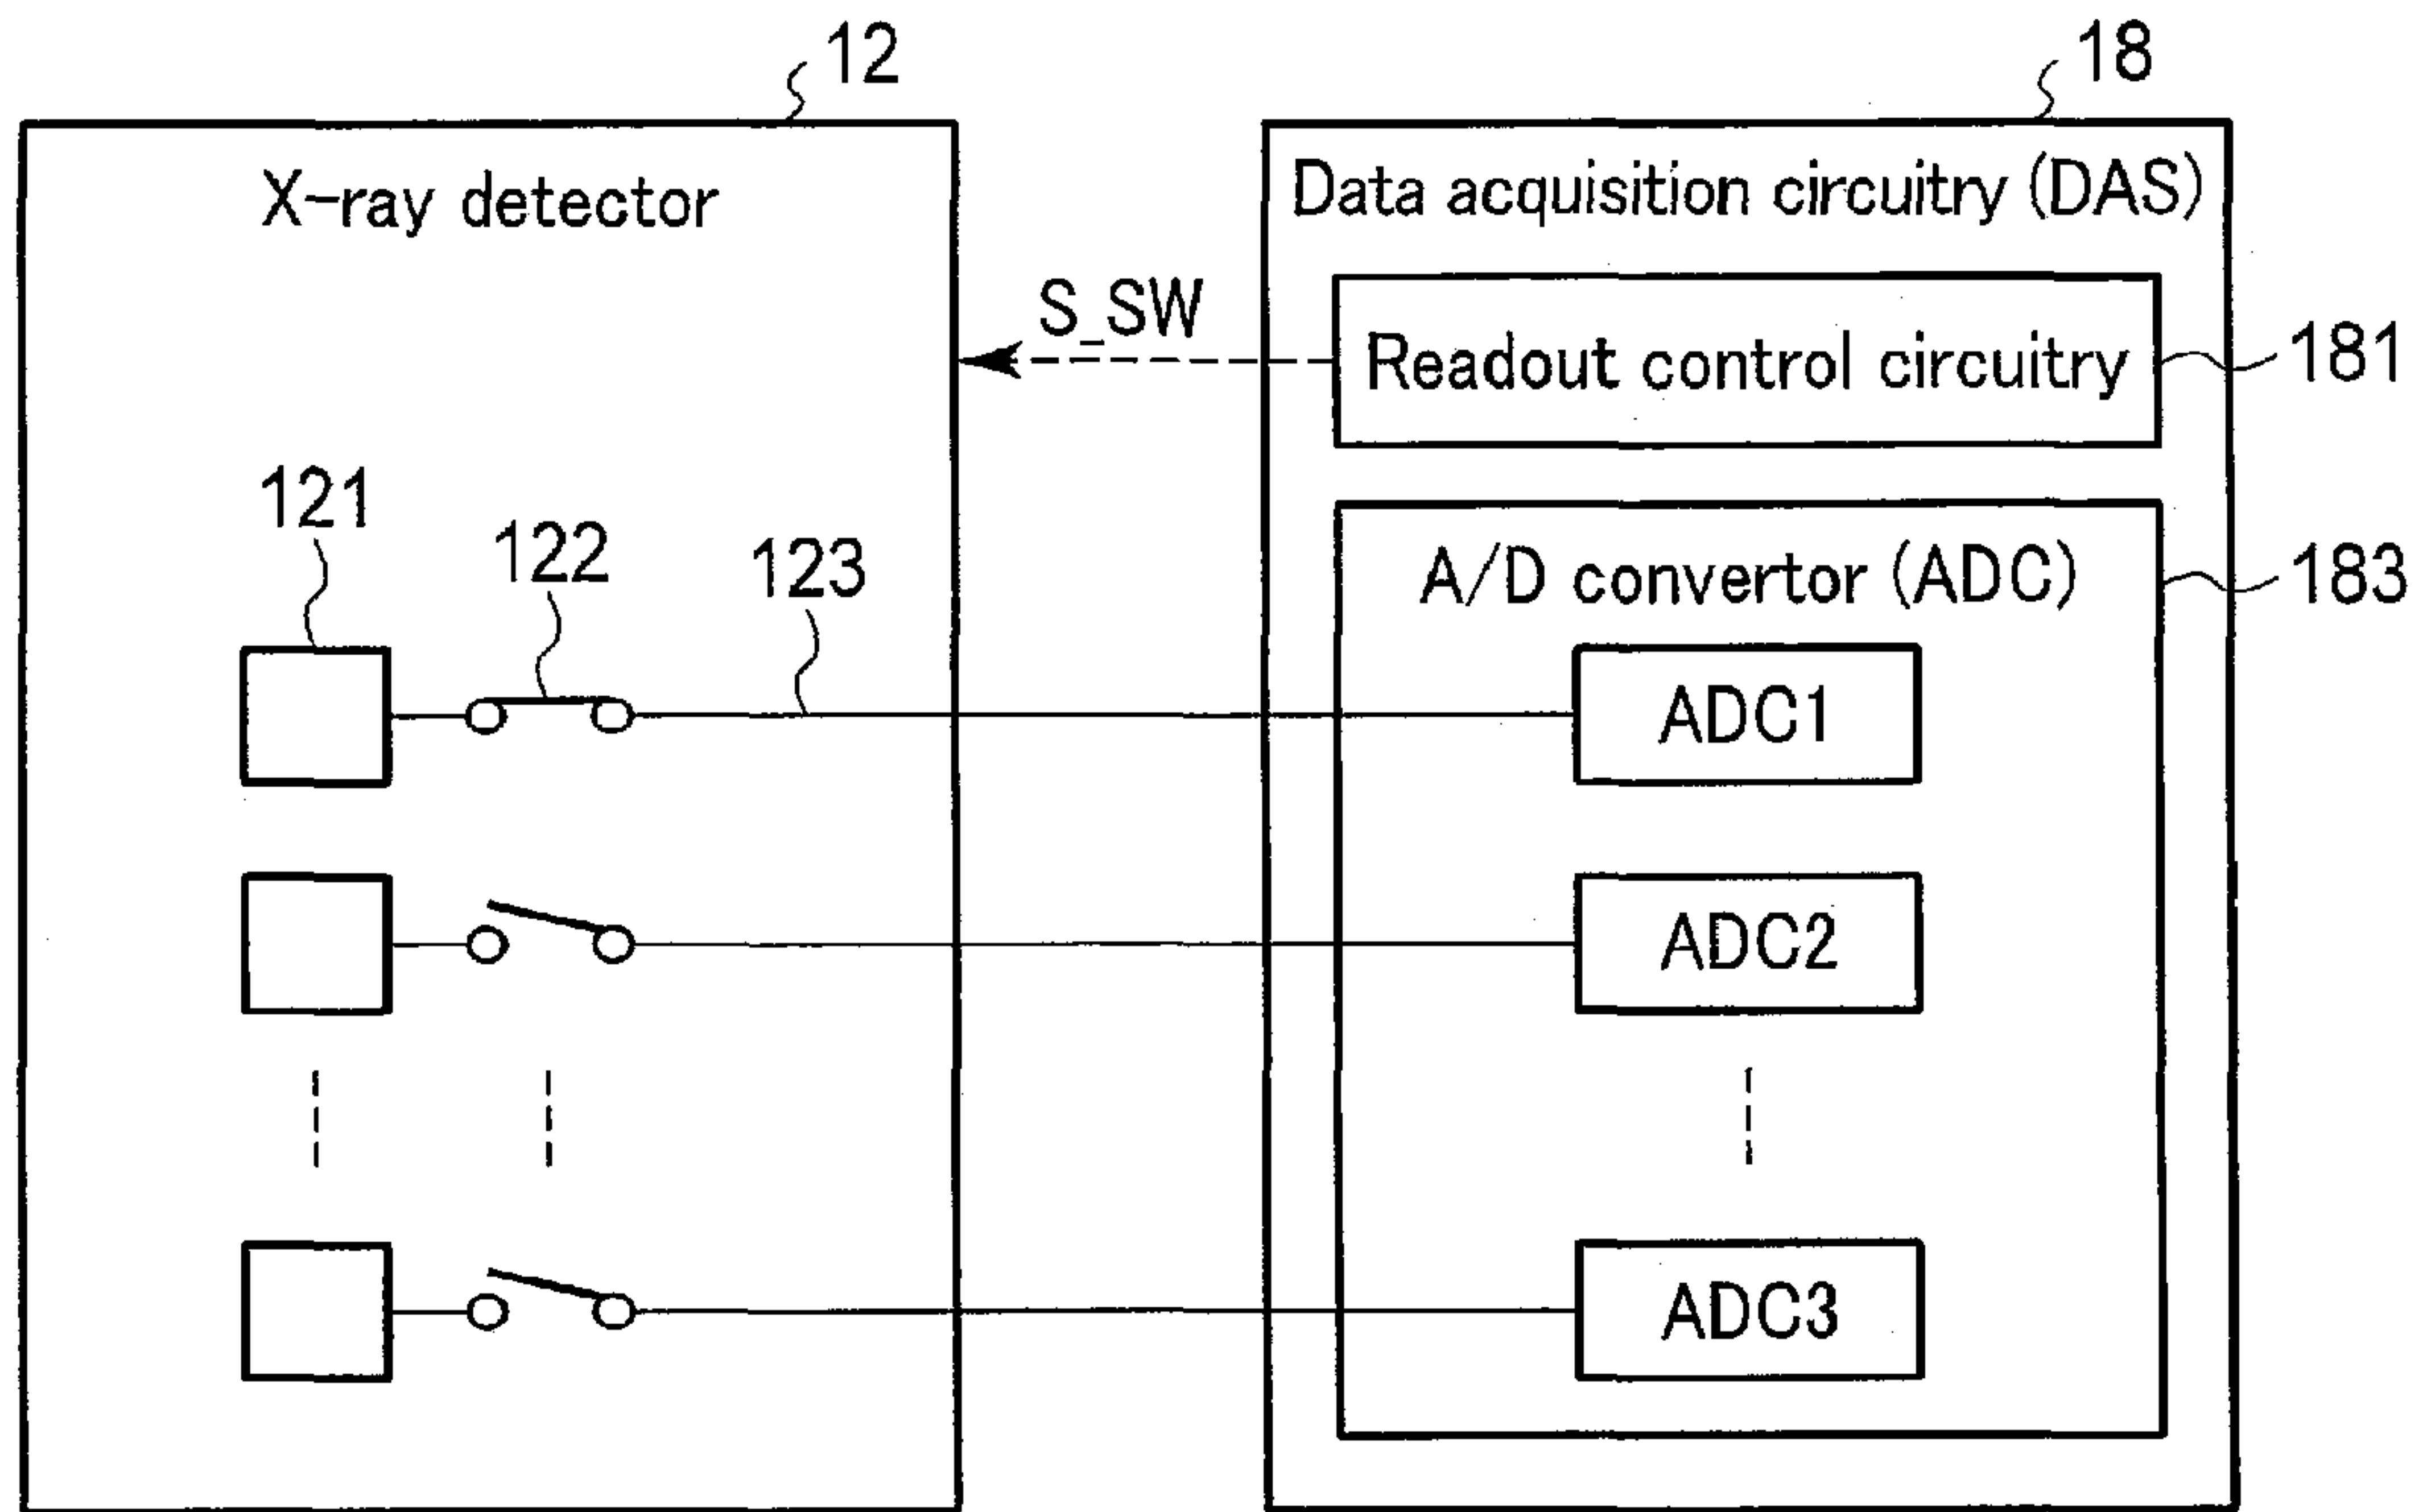 12
18
X-ray detector
Data acquisition circuitry (DAS)
S_SW
Readout control circuitry
181
121
122
123
A/D convertor (ADC)
183
ADC1
ADC2
ADC3